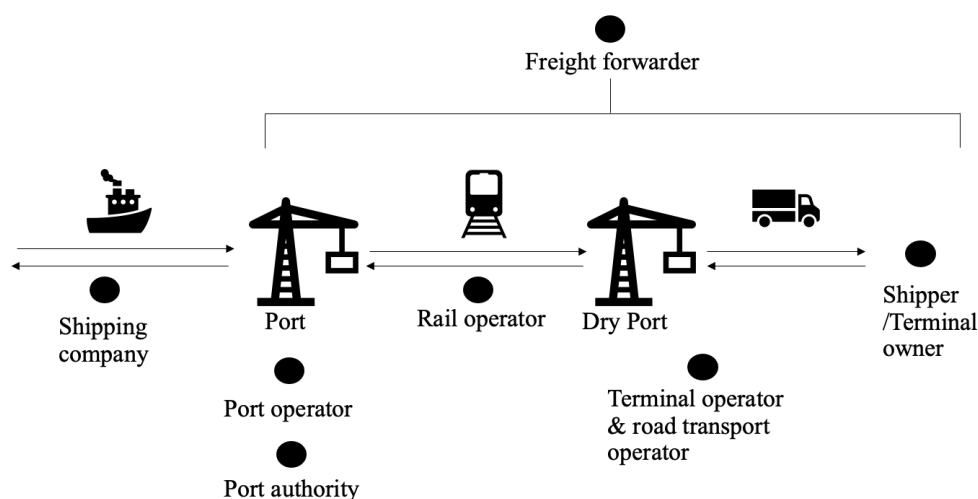 Freight forwarder
Shipping
company
Port
Rail operator
Dry Port
Shipper
/Terminal
owner
Port operator
Terminal operator
& road transport
operator
Port authority